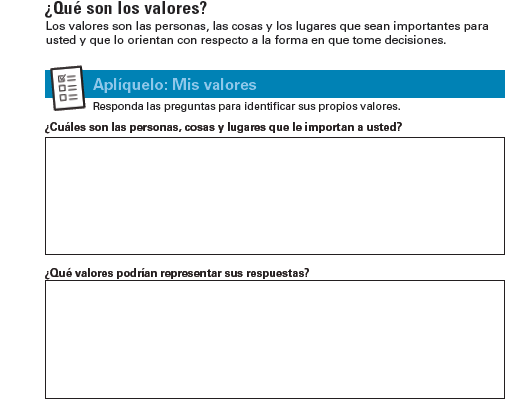 ¿Qué son los valores?
Los valores son las personas, las cosas y los lugares que sean importantes para
usted y que lo orientan con respecto a la forma en que tome decisiones.
Aplíquelo: Mis valores
Responda las preguntas para identificar sus propios valores.
¿Cuáles son las personas, cosas y lugares que le importan a usted?
¿Qué valores podrían representar sus respuestas?